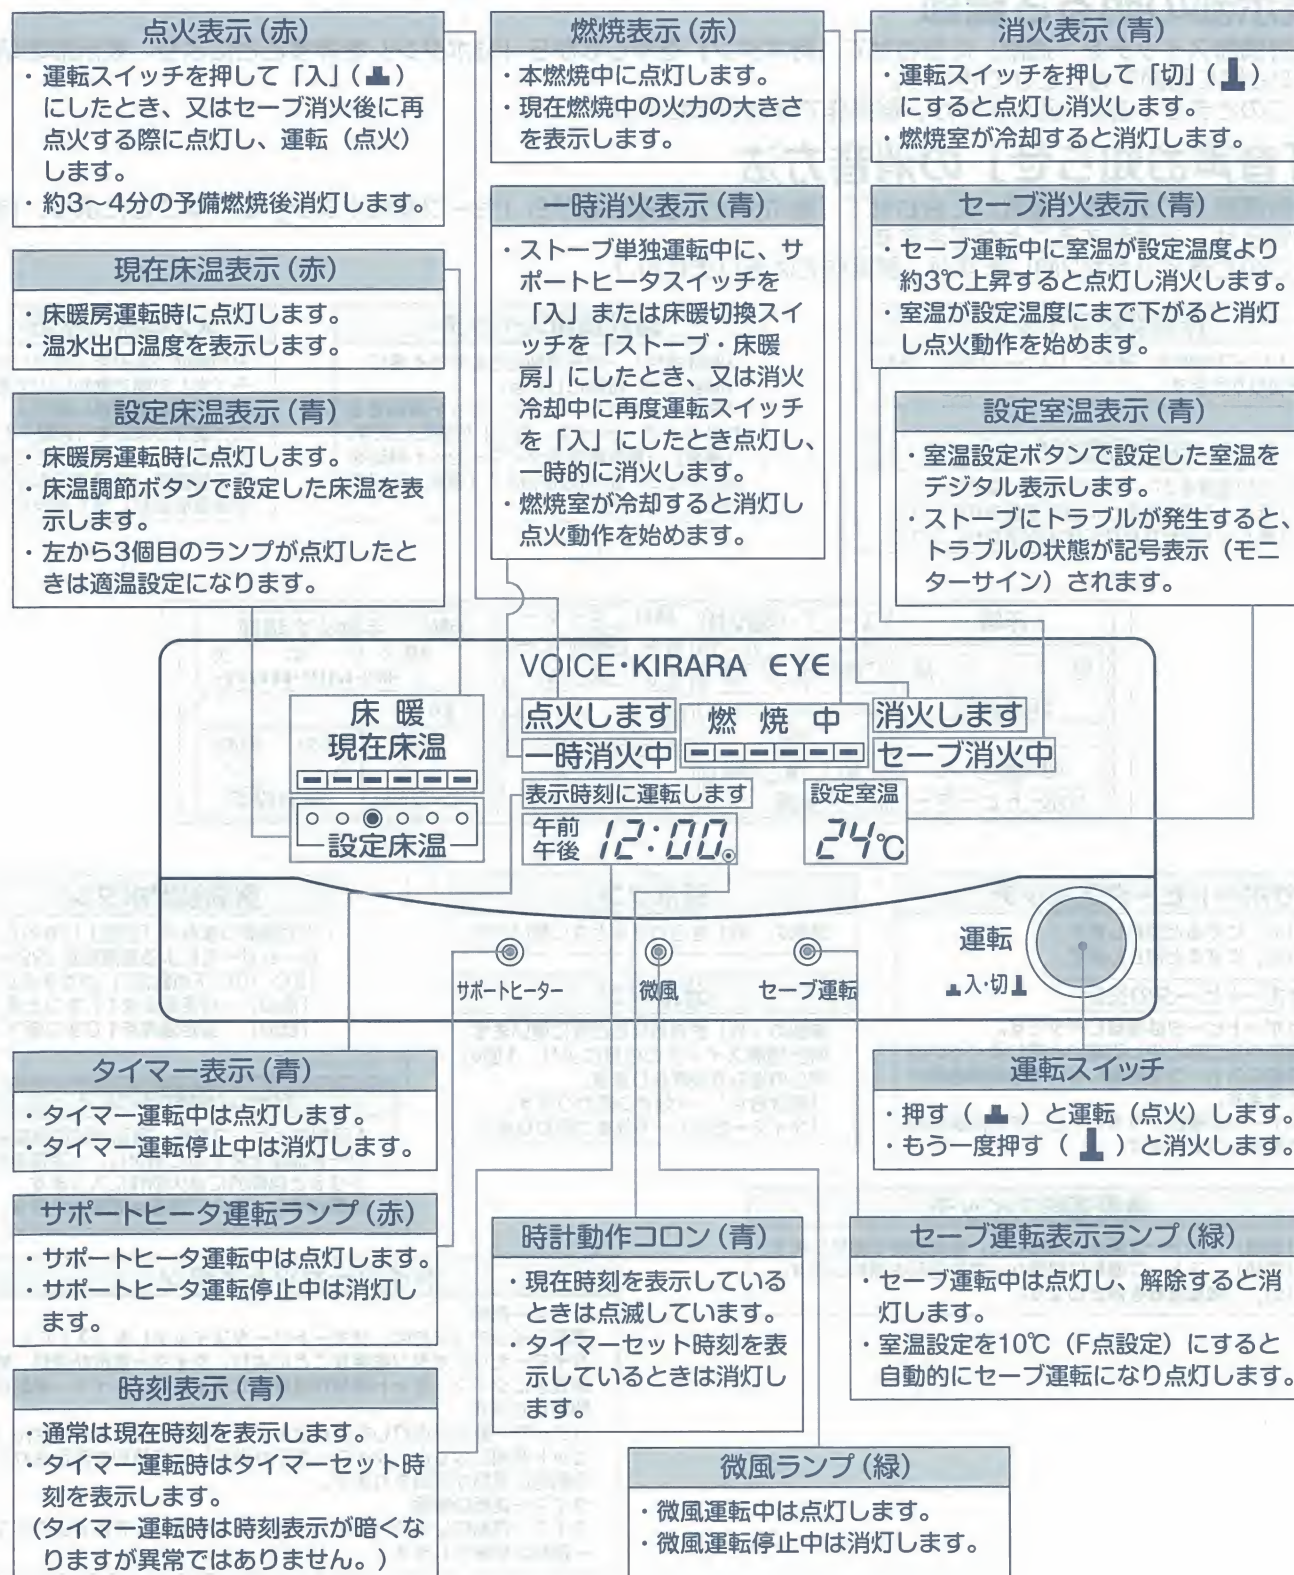 点火表示(赤)
・運転スイッチを押して「入」( )
にしたとき、又はセーブ消火後に再
点火する際に点灯し、運転(点火)
します。
・約3〜4分の予備燃焼後消灯します。
現在床温表示(赤)
・床暖房運転時に点灯します。
・温水出口温度を表示します。
設定床温表示(青)
・床暖房運転時に点灯します。
・床温調節ボタンで設定した床温を表
示します。
・左から3個目のランプが点灯したと
きは適温設定になります。
燃焼表示(赤)
・本燃焼中に点灯します。
・現在燃焼中の火力の大きさ
を表示します。
一時消火表示(青)
・ストーブ単独運転中に、サ
ポートヒータスイッチを
「入」または床暖切換スイ
ッチを「ストーブ・床暖
房」にしたとき、又は消火
冷却中に再度運転スイッチ
を「入」にしたとき点灯し、
一時的に消火します。
・燃焼室が冷却すると消灯し
点火動作を始めます。
消火表示(青)
・運転スイッチを押して「切」( )
にすると点灯し消火します。
・燃焼室が冷却すると消灯します。
セーブ消火表示(青)
・セーブ運転中に室温が設定温度より
約3℃上昇すると点灯し消火します。
・室温が設定温度にまで下がると消灯
し点火動作を始めます。
設定室温表示(青)
・室温設定ボタンで設定した室温を
デジタル表示します。
・ストーブにトラブルが発生すると、
トラブルの状態が記号表示(モニ
ターサイン)されます。
VOICE・KIRARA EYE
床 暖
現在床温
設定床温
点火します
一時消火中
燃 焼 中
消火します
セーブ消火中
表示時刻に運転します
午前
午後 12:00
設定室温
24℃
サポートヒーター
微風
セーブ運転
運転
入・切
タイマー表示(青)
・タイマー運転中は点灯します。
・タイマー運転停止中は消灯します。
サポートヒータ運転ランプ(赤)
・サポートヒータ運転中は点灯します。
・サポートヒータ運転停止中は消灯し
ます。
時刻表示(青)
・通常は現在時刻を表示します。
・タイマー運転時はタイマーセット時
刻を表示します。
(タイマー運転時は時刻表示が暗くな
りますが異常ではありません。)
時計動作コロン(青)
・現在時刻を表示している
ときは点滅しています。
・タイマーセット時刻を表
示しているときは消灯し
ます。
微風ランプ(緑)
・微風運転中は点灯します。
・微風運転停止中は消灯します。
運転スイッチ
・押す( )と運転(点火)します。
・もう一度押す( )と消火します。
セーブ運転表示ランプ(緑)
・セーブ運転中は点灯し、解除すると消
灯します。
・室温設定を10℃(F点設定)にすると
自動的にセーブ運転になり点灯します。